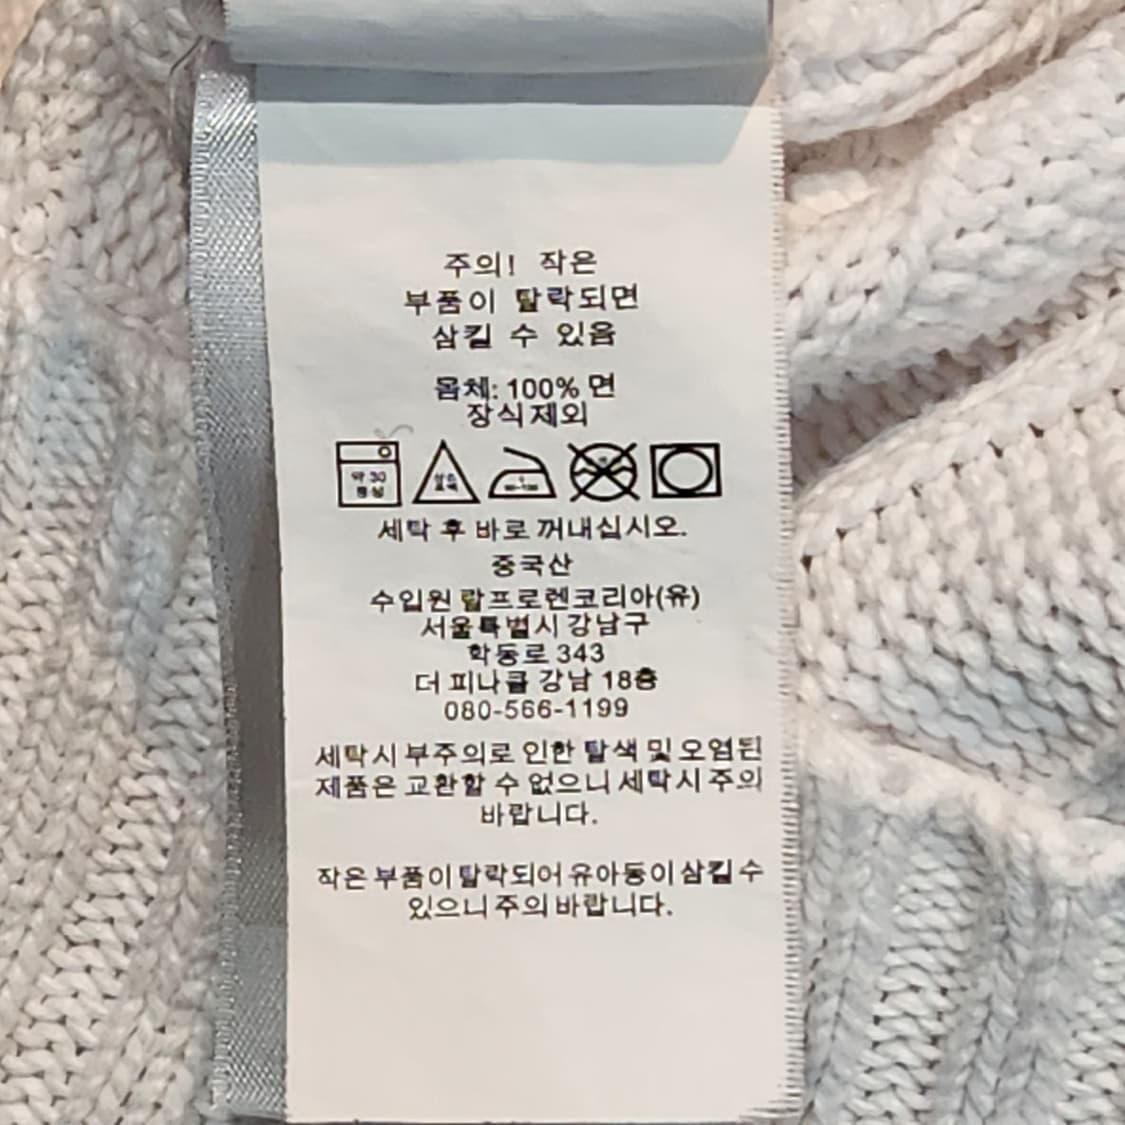 주의! 작은
부품이 탈락되면
삼킬 수 있음
몸체: 100% 면
장식제외
약 30
중성
세탁 후 바로 꺼내십시오.
중국산
수입원 랄프로렌코리아(유)
서울특별시 강남구
학동로 343
더 피나클 강남 18층
080-566-1199
세탁시 부주의로 인한 탈색 및 오염된
제품은 교환할 수 없으니 세탁시 주의
바랍니다.
작은 부품이 탈락되어 유아동이 삼킬 수
있으니 주의 바랍니다.